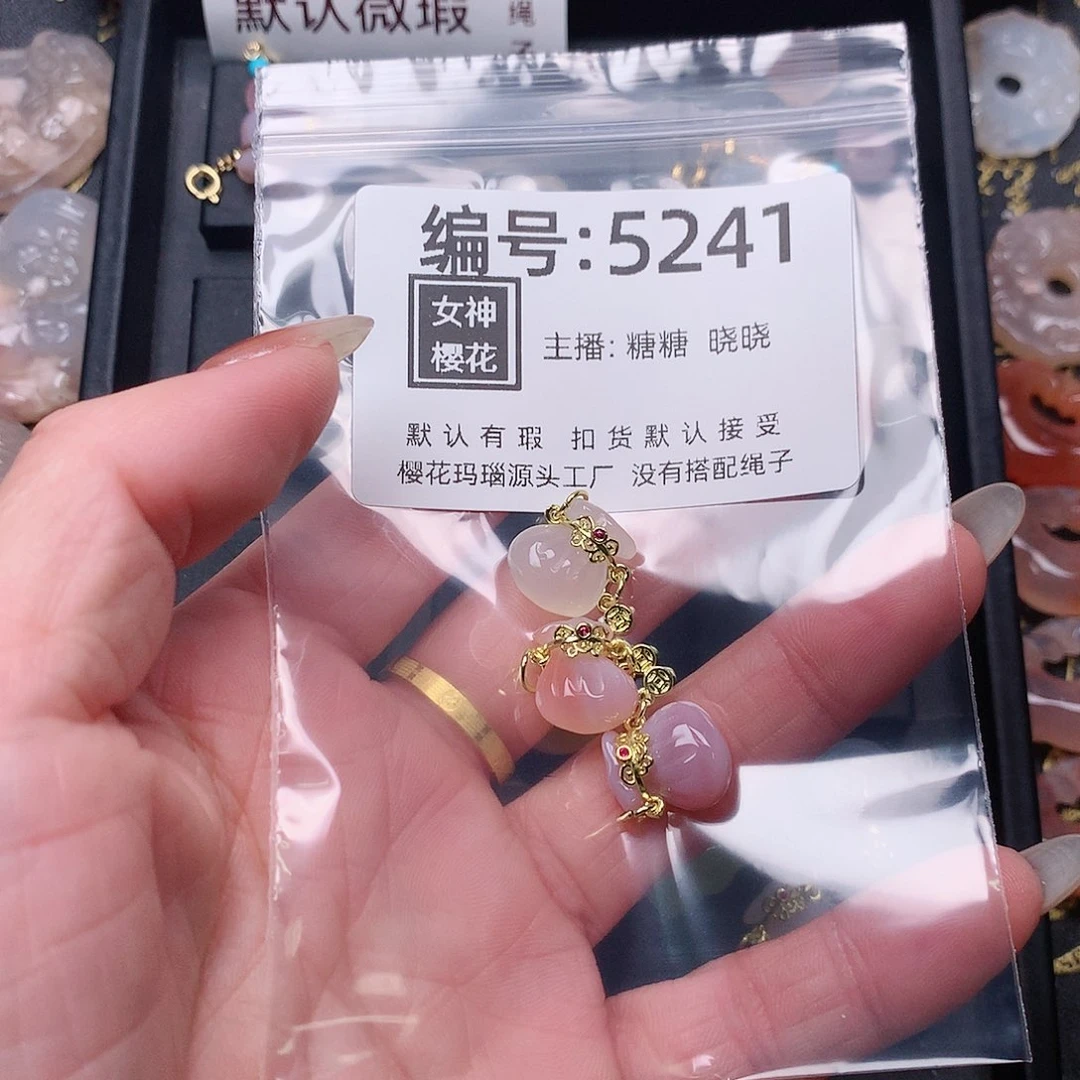 默认微瑕
绳
子
编号:5241
女神
樱花
主播: 糖糖 晓晓
默认有瑕 扣货默认接受
樱花玛瑙源头工厂 没有搭配绳子